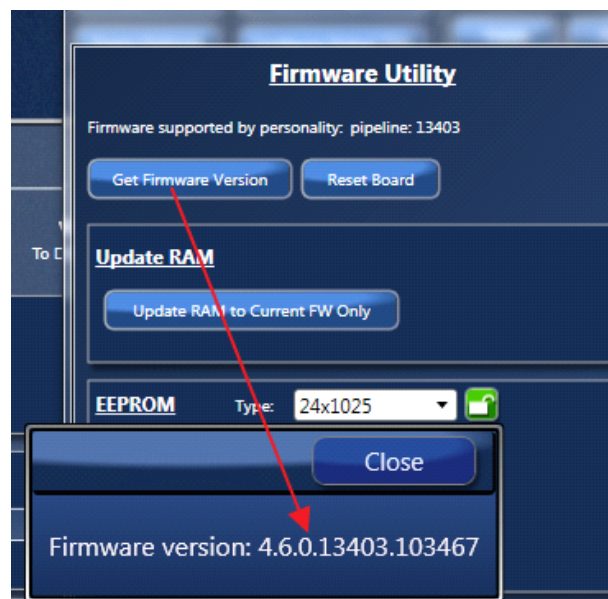 Firmware Utility
Firmware supported by personality: pipeline: 13403
Get Firmware Version Reset Board
Update RAM
To D
Update RAM to Current FW Only
EEPROM Type: 24x1025
Close
Firmware version: 4.6.0.13403.103467